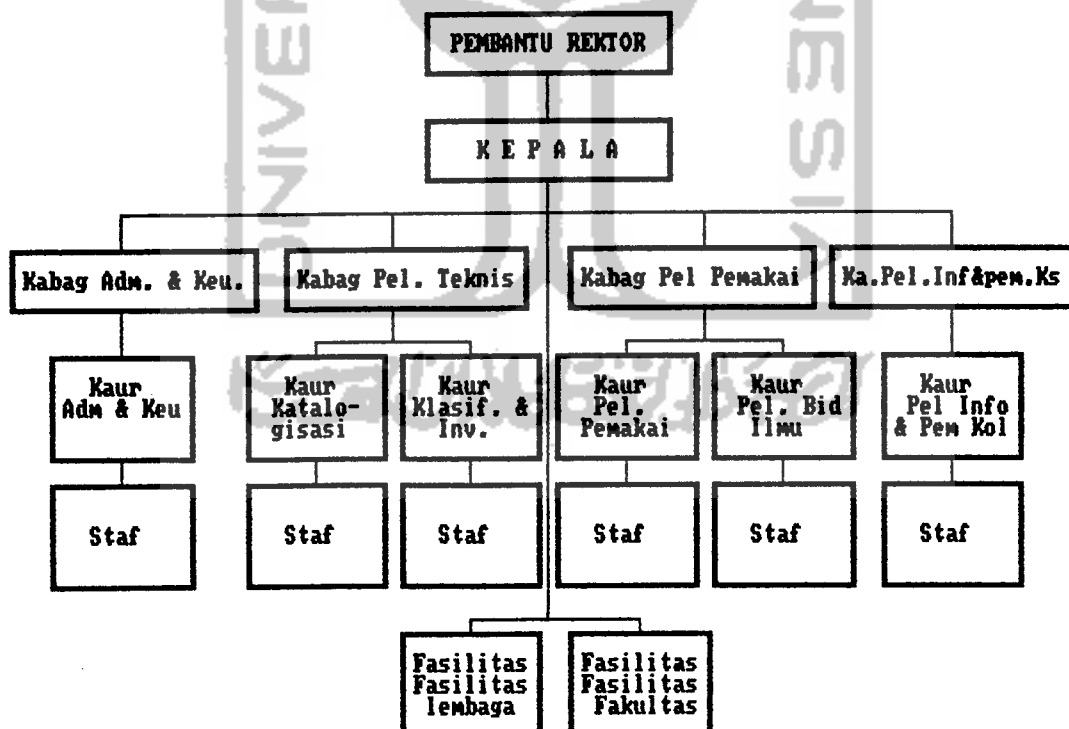 PEMBANTU REKTOR
K E P A L A
Kabag Adm. & Keu.
Kabag Pel. Teknis
Kabag Pel Pemakai
Ka.Pel.Inf&pem.Ks
Kaur
Adm & Keu
Kaur
Katalo-
gisasi
Kaur
Klasif. &
Inv.
Kaur
Pel.
Pemakai
Kaur
Pel. Bid
Ilmu
Kaur
Pel Info
& Pem Kol
Staf
Staf
Staf
Staf
Staf
Staf
Fasilitas
Fasilitas
lembaga
Fasilitas
Fasilitas
Fakultas